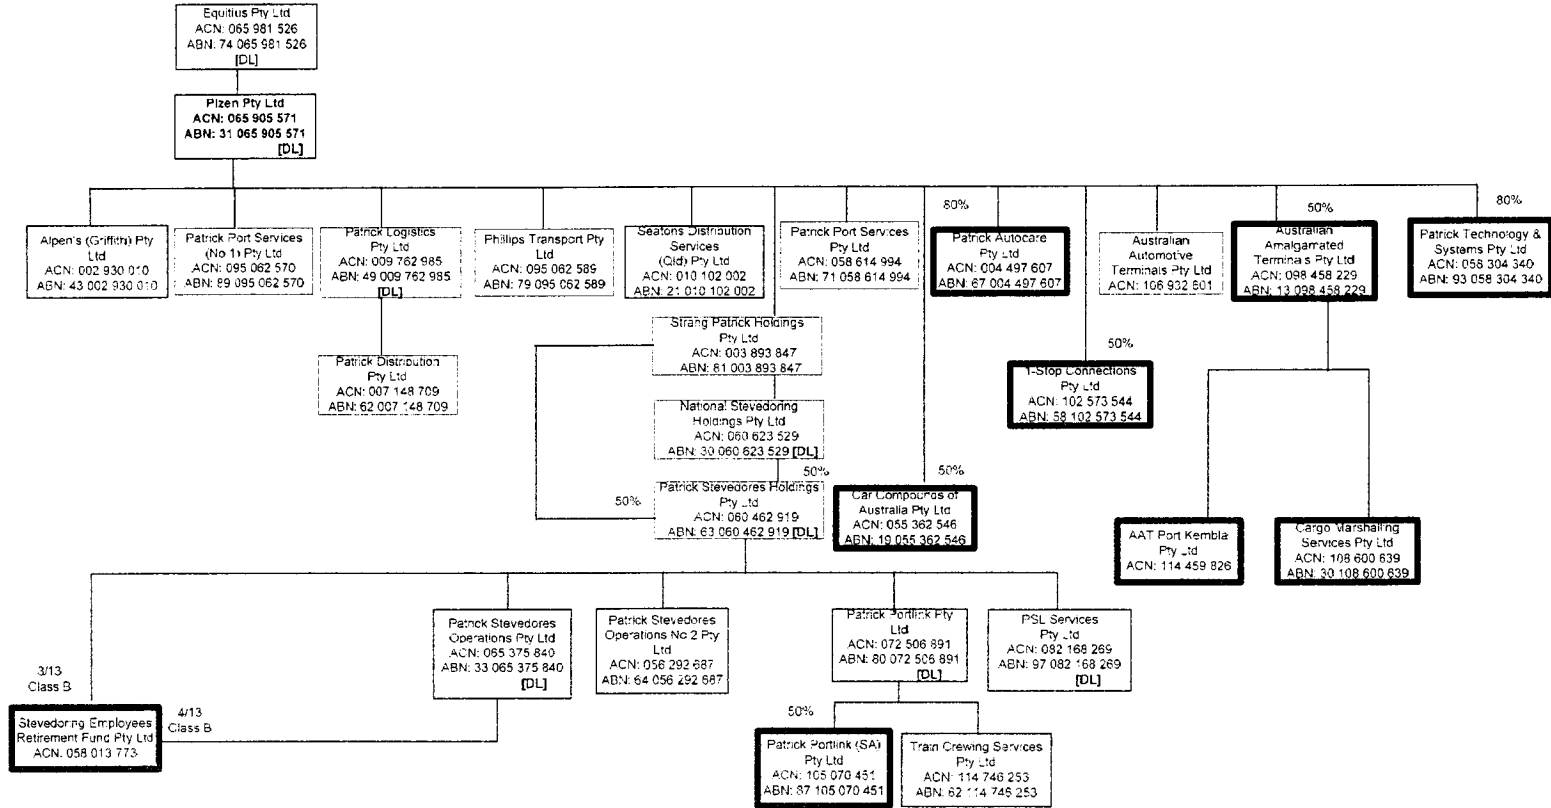 Equitius Pty Ltd
ACN: 065 981 526
ABN: 74 065 981 526
[DL]
Plzen Pty Ltd
ACN: 065 905 571
ABN: 31 065 905 571
[DL]
Alpen's (Griffith) Pty
Ltd
ACN: 002 930 010
ABN: 43 002 930 010
Patrick Port Services
(No 1) Pty Ltd
ACN: 095 062 570
ABN: 89 095 062 570
Patrick Logistics
Pty Ltd
ACN: 009 762 985
ABN: 49 009 762 985
[DL]
Phillips Transport Pty
Ltd
ACN: 095 062 589
ABN: 79 095 062 589
Seatons Distribution
Services
(Qld) Pty Ltd
ACN: 010 102 002
ABN: 21 010 102 002
Patrick Port Services
Pty Ltd
ACN: 058 614 994
ABN: 71 058 614 994
80%
Patrick Autocare
Pty Ltd
ACN: 004 497 607
ABN: 67 004 497 607
Australian
Automotive
Terminals Pty Ltd
ACN: 106 932 601
50%
Australian
Amalgamated
Terminals Pty Ltd
ACN: 098 458 229
ABN: 13 098 458 229
80%
Patrick Technology &
Systems Pty Ltd
ACN: 058 304 340
ABN: 93 058 304 340
Patrick Distribution
Pty Ltd
ACN: 007 148 709
ABN: 62 007 148 709
Strang Patrick Holdings
Pty Ltd
ACN: 003 893 847
ABN: 81 003 893 847
50%
1-Stop Connections
Pty Ltd
ACN: 102 573 544
ABN: 58 102 573 544
National Stevedoring
Holdings Pty Ltd
ACN: 060 623 529
ABN: 30 060 623 529 [DL]
50%
50%
Patrick Stevedores Holdings
Pty Ltd
ACN: 060 462 919
ABN: 63 060 462 919 [DL]
50%
Car Compounds of
Australia Pty Ltd
ACN: 055 362 546
ABN: 19 055 362 546
AAT Port Kembla
Pty Ltd
ACN: 114 459 826
Cargo Marshalling
Services Pty Ltd
ACN: 108 600 639
ABN: 30 108 600 639
3/13
Class B
Stevedoring Employees
Retirement Fund Pty Ltd
ACN. 058 013 773
4/13
Class B
Patrick Stevedores
Operations Pty Ltd
ACN: 065 375 840
ABN: 33 065 375 840
[DL]
Patrick Stevedores
Operations No 2 Pty
Ltd
ACN: 056 292 687
ABN: 64 056 292 687
Patrick Portlink Pty
Ltd
ACN: 072 506 891
ABN: 80 072 506 891
[DL]
PSL Services
Pty Ltd
ACN: 082 168 269
ABN: 97 082 168 269
[DL]
50%
Patrick Portlink (SA)
Pty Ltd
ACN: 105 070 451
ABN: 87 105 070 451
Train Crewing Services
Pty Ltd
ACN: 114 746 253
ABN: 62 114 746 253